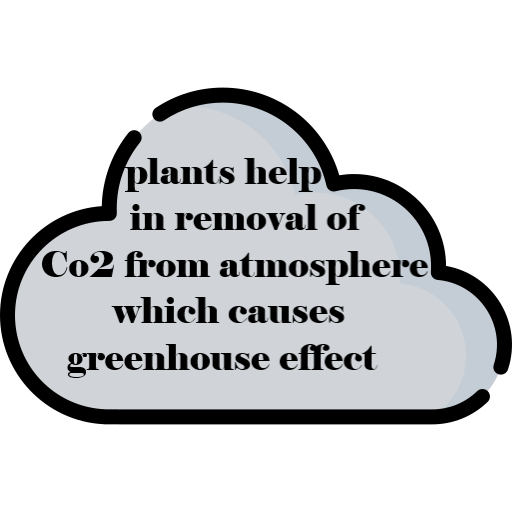 plants help
in removal of
Co2 from atmosphere
which causes
greenhouse effect